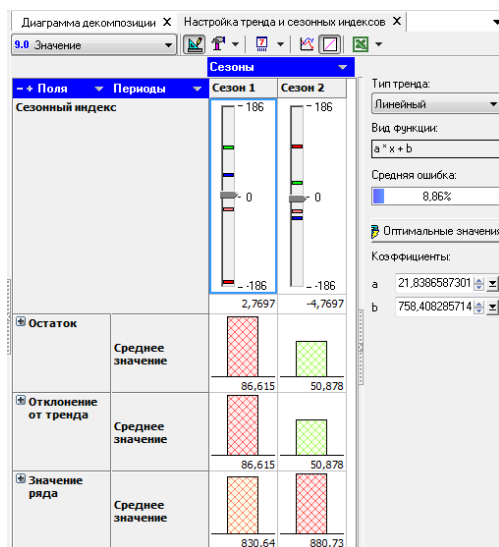 Диаграмма декомпозиции X Настройка тренда и сезонных индексов X
9.0 Значение
Сезоны
− + Поля Периоды Сезон 1 Сезон 2
Сезонный индекс
186 186
0 0
-186 -186
2,7697 -4,7697
Остаток
Среднее значение
86,615 50,878
Отклонение от тренда
Среднее значение
86,615 50,878
Значение ряда
Среднее значение
830,64 880,73
Тип тренда:
Линейный
Вид функции:
a * x + b
Средняя ошибка:
8,86%
Оптимальные значения
Коэффициенты:
a 21,8386587301
b 758,408285714